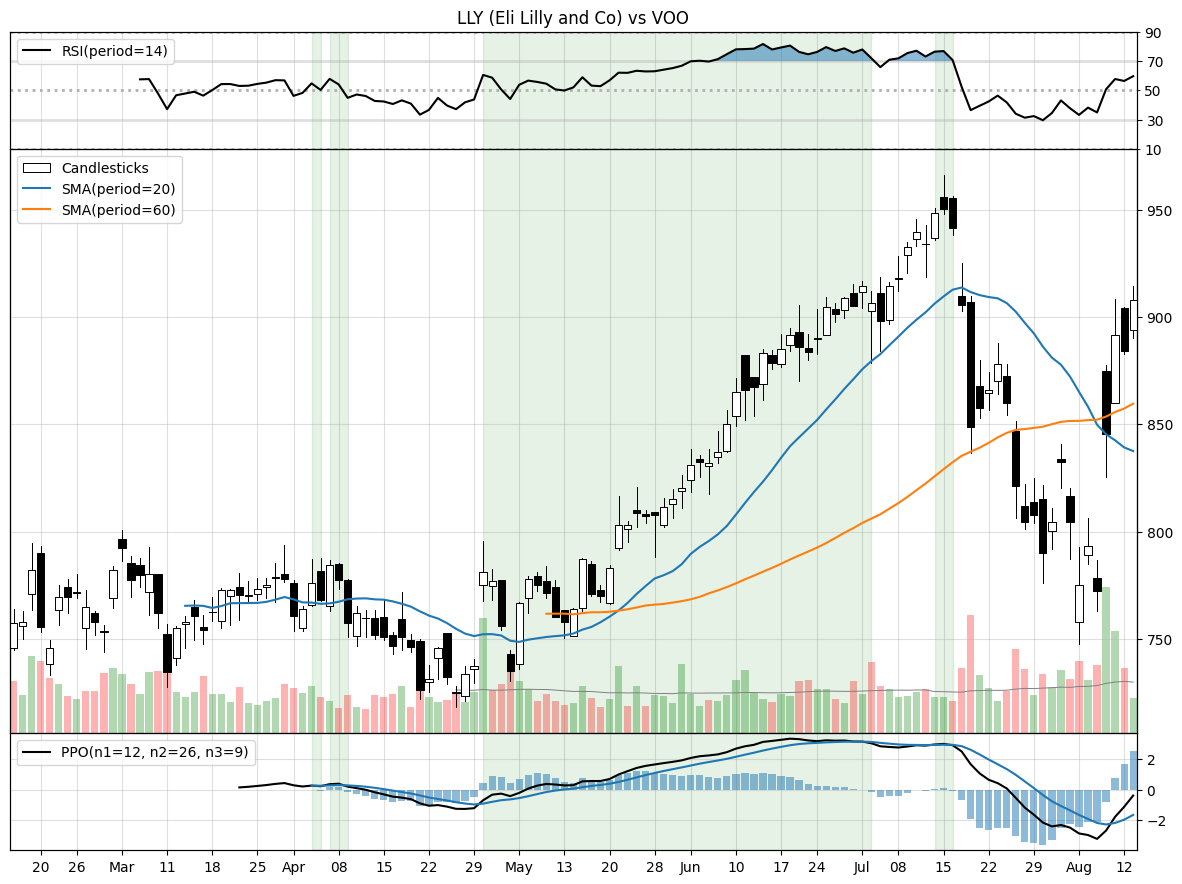 LLY (Eli Lilly and Co) vs VOO
RSI(period=14)
90
70
50
30
10
Candlesticks
SMA(period=20)
SMA(period=60)
950
900
850
800
750
PPO(n1=12, n2=26, n3=9)
2
0
−2
20 26 Mar 11 18 25 Apr 08 15 22 29 May 13 20 28 Jun 10 17 24 Jul 08 15 22 29 Aug 12